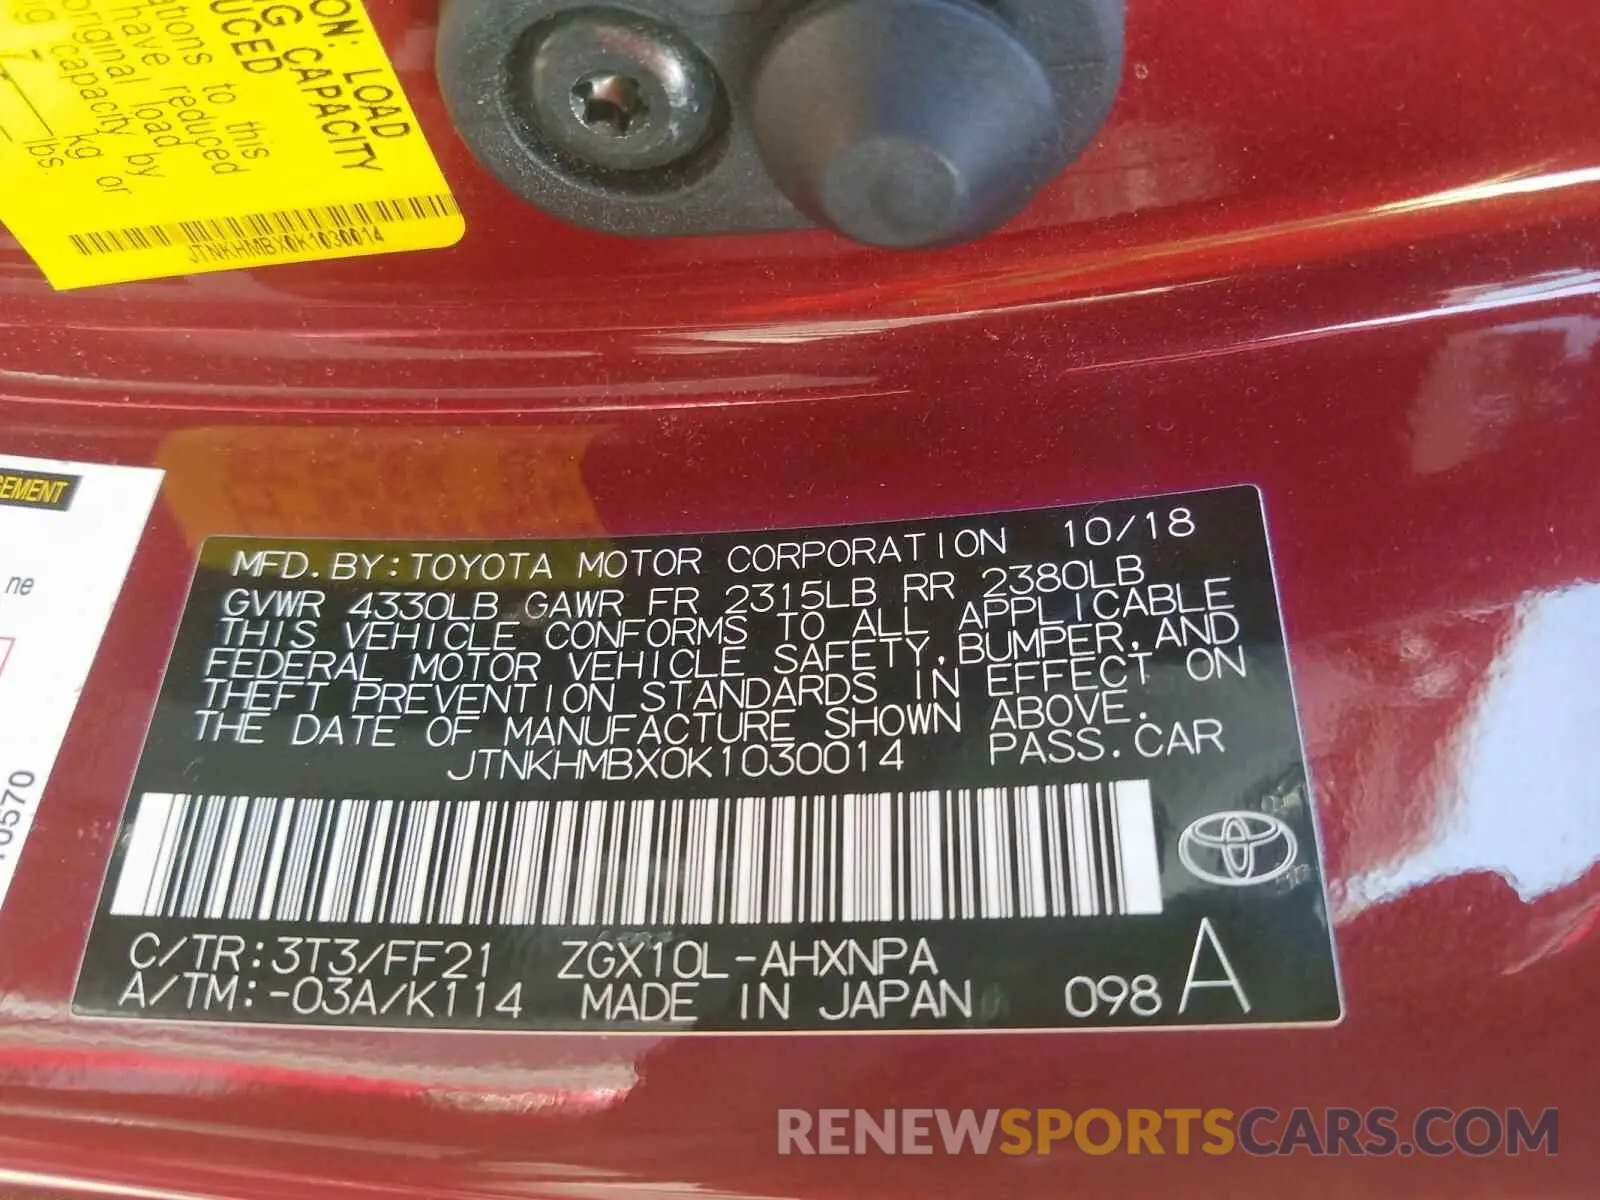 ON: LOAD
G CAPACITY
UCED
ations to this
have reduced
original load by
capacity kg or
lbs.
JTNKHMBX0K1030014
GEMENT
ne
10570
MFD. BY: TOYOTA MOTOR CORPORATION 10/18
GVWR 4330LB GAWR FR 2315LB RR 2380LB
THIS VEHICLE CONFORMS TO ALL APPLICABLE
FEDERAL MOTOR VEHICLE SAFETY, BUMPER, AND
THEFT PREVENTION STANDARDS IN EFFECT ON
THE DATE OF MANUFACTURE SHOWN ABOVE.
JTNKHMBX0K1030014 PASS. CAR
C/TR:3T3/FF21 ZGX10L-AHXNPA
A/TM:-03A/K114 MADE IN JAPAN 098 A
RENEWSPORTSCARS.COM